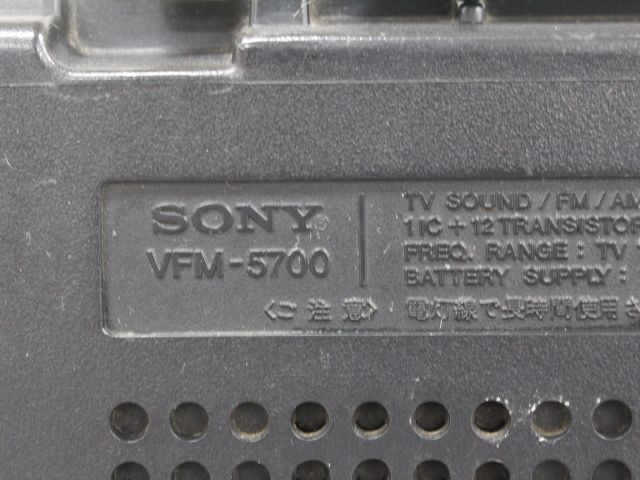 SONY®
VFM-5700
TV SOUND/FM/AM
1 IC + 12 TRANSISTOR
FREQ. RANGE : TV
BATTERY SUPPLY :
〈ご注意〉 電灯線で長時間使用さ